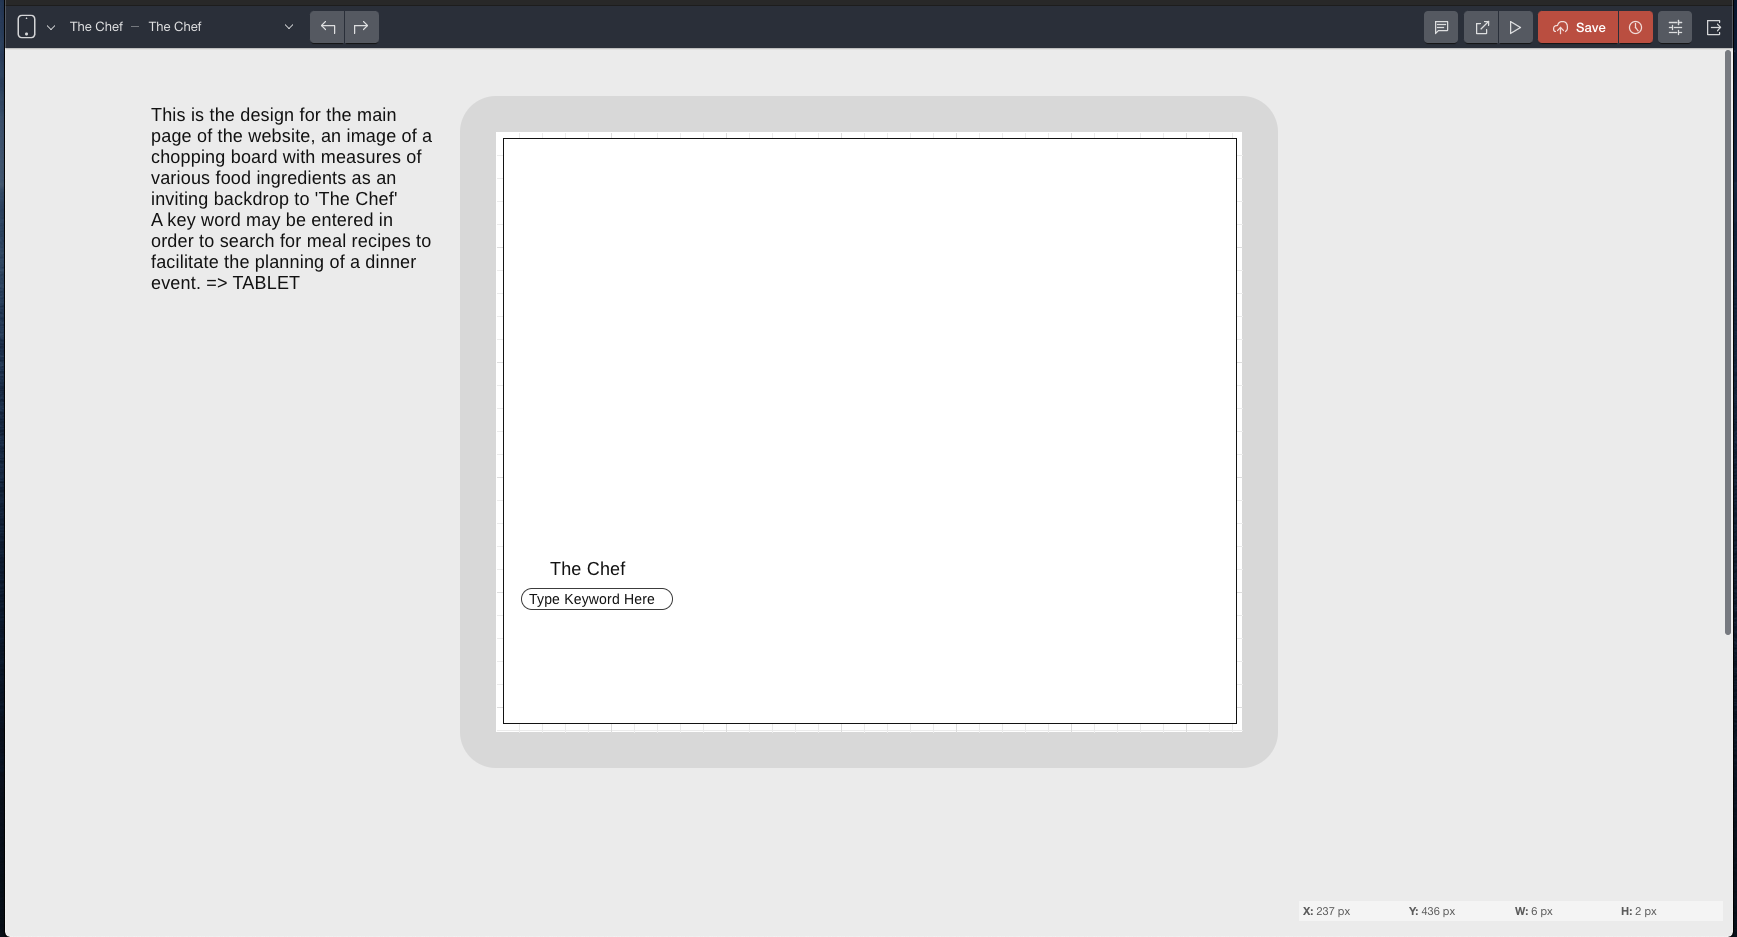 The Chef – The Chef
Save
This is the design for the main
page of the website, an image of a
chopping board with measures of
various food ingredients as an
inviting backdrop to 'The Chef'
A key word may be entered in
order to search for meal recipes to
facilitate the planning of a dinner
event. => TABLET
The Chef
Type Keyword Here
X: 237 px Y: 436 px W: 6 px H: 2 px